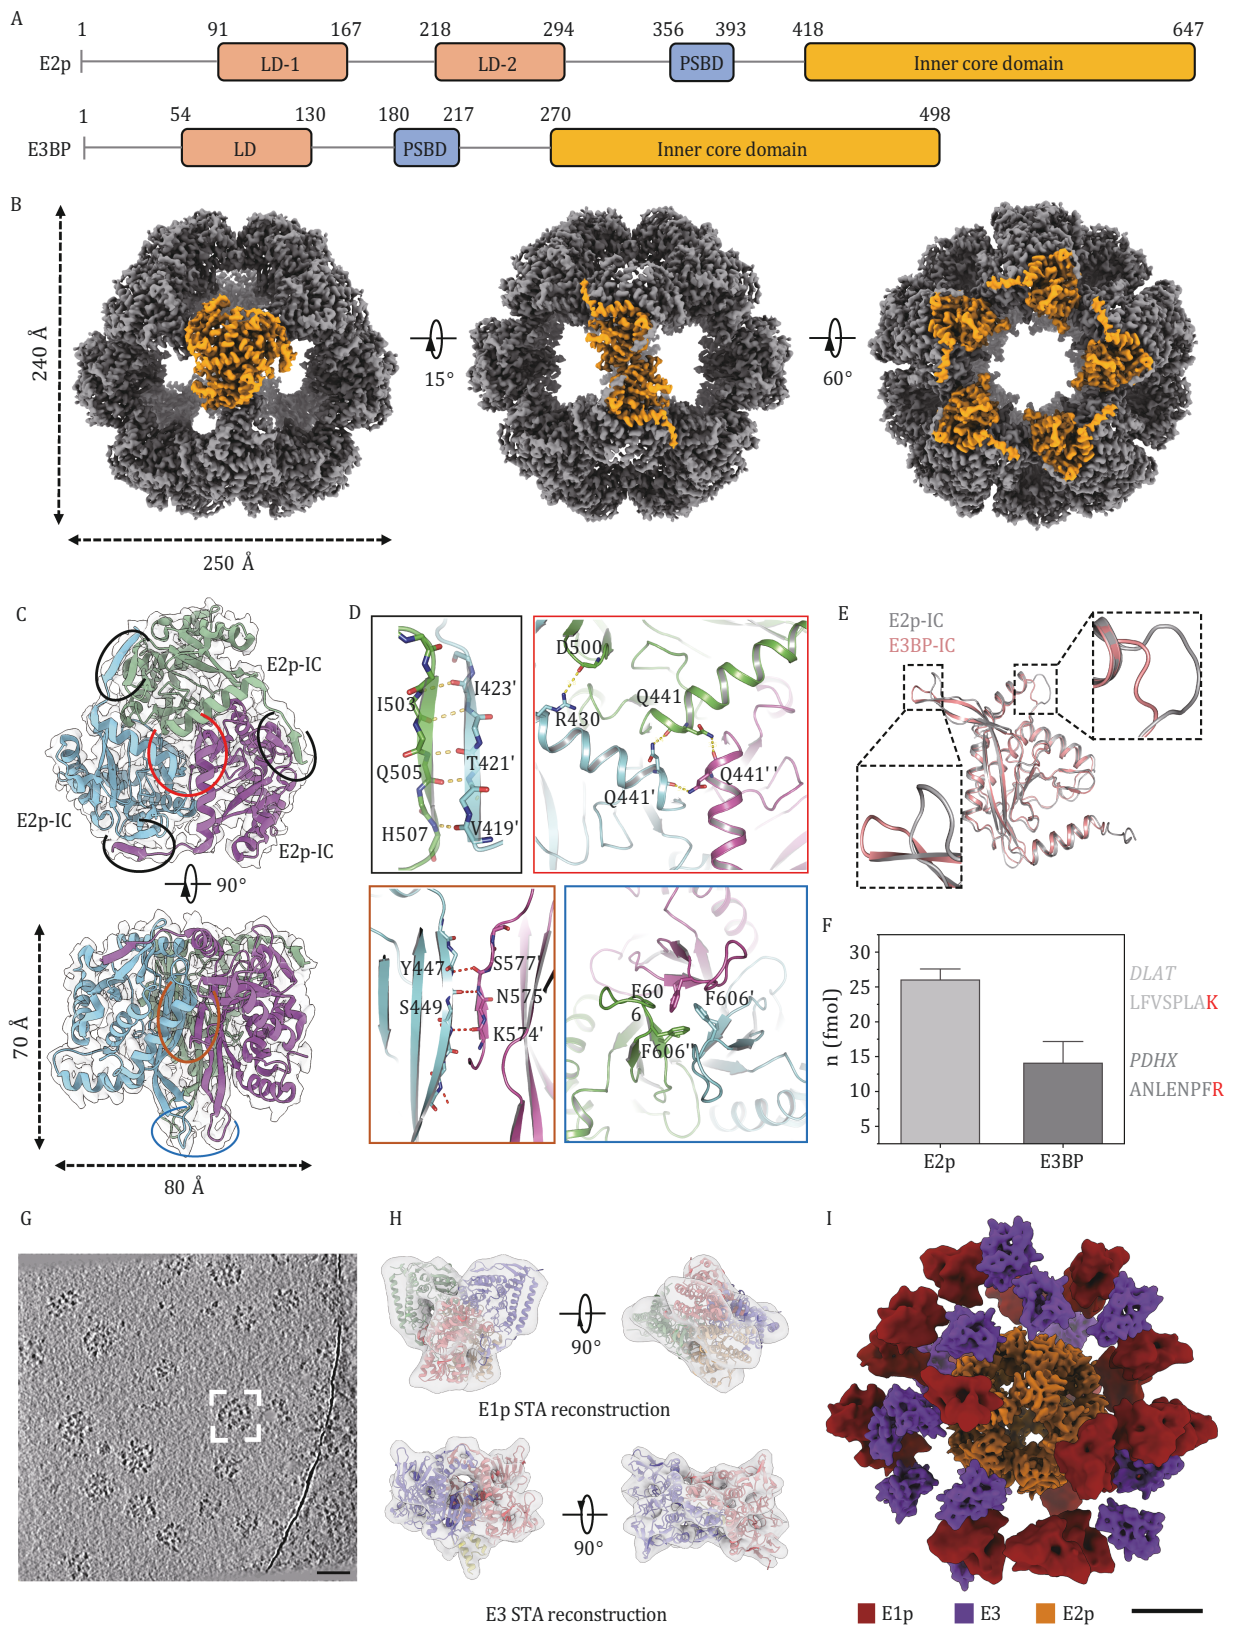 A
1 91 167 218 294 356 393 418 647
E2p LD-1 LD-2 PSBD Inner core domain
1 54 130 180 217 270 498
E3BP LD PSBD Inner core domain
B
240 Å
15°
60°
250 Å
C
E2p-IC
E2p-IC
E2p-IC
90°
70 Å
80 Å
D
I503 I423'
Q505 T421'
H507 V419'
D500
Q441
R430
Q441' Q441''
Y447 S577'
S449 N575'
K574'
F60
6
F606'
F606''
E
E2p-IC
E3BP-IC
F
n (fmol)
30
25
20
15
10
5
E2p E3BP
DLAT
LFVSPLAK
PDHX
ANLENPFR
G
H
90°
E1p STA reconstruction
90°
E3 STA reconstruction
I
E1p E3 E2p